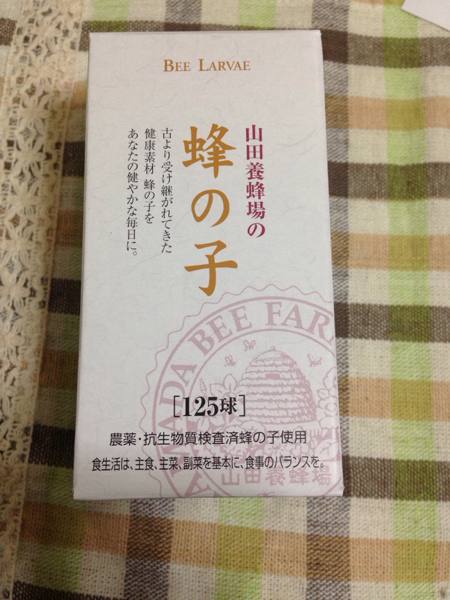 BEE LARVAE
山田養蜂場の
蜂の子
古より受け継がれてきた
健康素材 蜂の子を
あなたの健やかな毎日に。
YAMADA BEE FARM
山田養蜂場
[125球]
農薬・抗生物質検査済蜂の子使用
食生活は、主食、主菜、副菜を基本に、食事のバランスを。